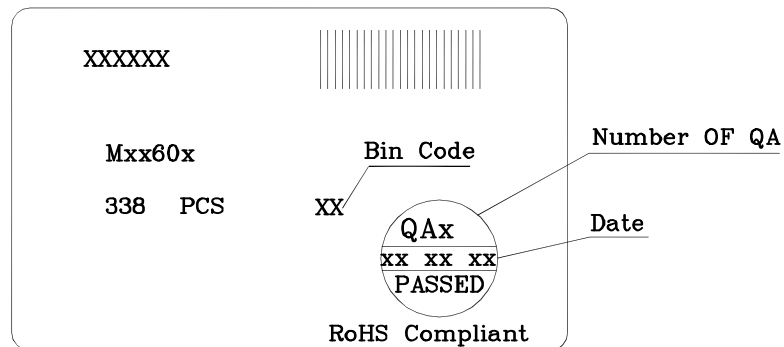 XXXXXX
Mxx60x
Bin Code
Number OF QA
338 PCS
XX
QAx
Date
xx xx xx
PASSED
RoHS Compliant